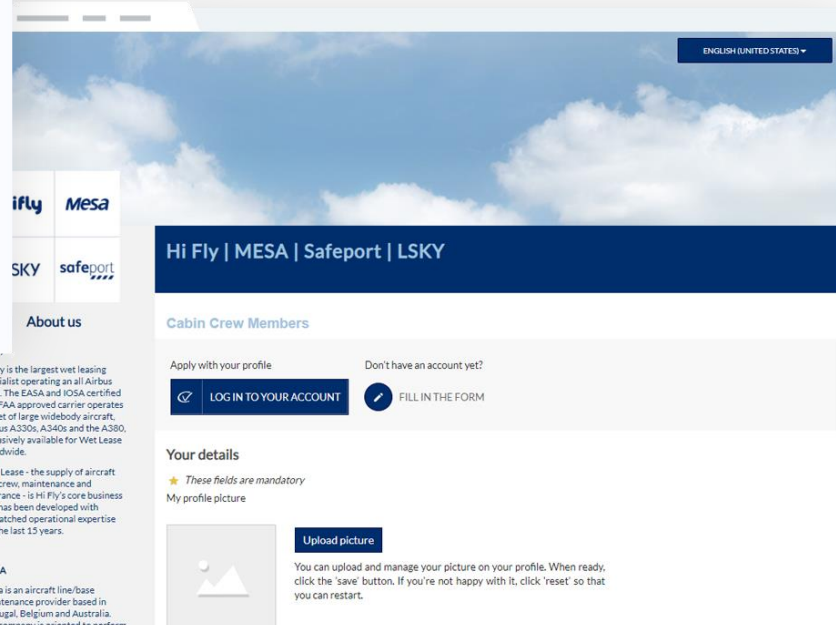 ENGLISH (UNITED STATES)
ifly
Mesa
SKY
safeport
Hi Fly | MESA | Safeport | LSKY
About us
Cabin Crew Members
y is the largest wet leasing
ialist operating an all Airbus
. The EASA and IOSA certified
FAA approved carrier operates
et of large widebody aircraft,
us A330s, A340s and the A380,
usively available for Wet Lease
dwide.
Lease - the supply of aircraft
crew, maintenance and
rance - is Hi Fly's core business
has been developed with
atched operational expertise
he last 15 years.
A
a is an aircraft line/base
tenance provider based in
ugal, Belgium and Australia.
Apply with your profile
Don't have an account yet?
LOG IN TO YOUR ACCOUNT
FILL IN THE FORM
Your details
These fields are mandatory
My profile picture
Upload picture
You can upload and manage your picture on your profile. When ready,
click the 'save' button. If you're not happy with it, click 'reset' so that
you can restart.